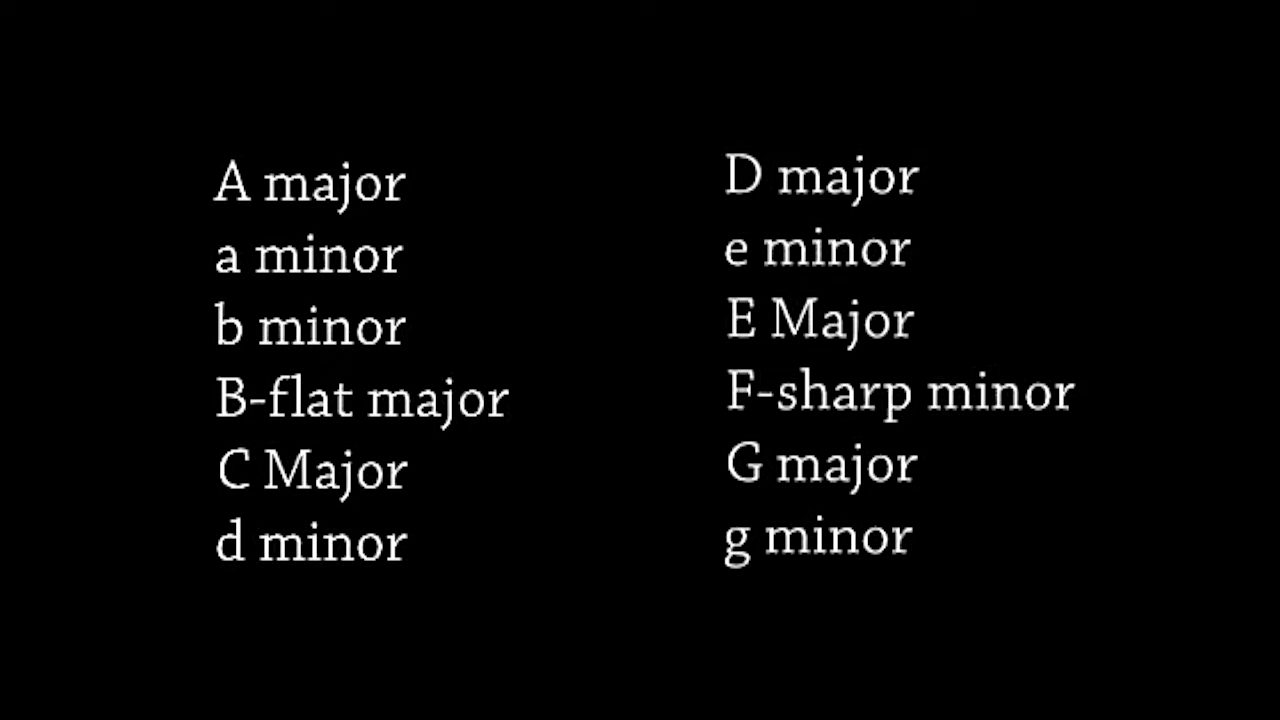 A major
a minor
b minor
B-flat major
C Major
d minor
D major
e minor
E Major
F-sharp minor
G major
g minor